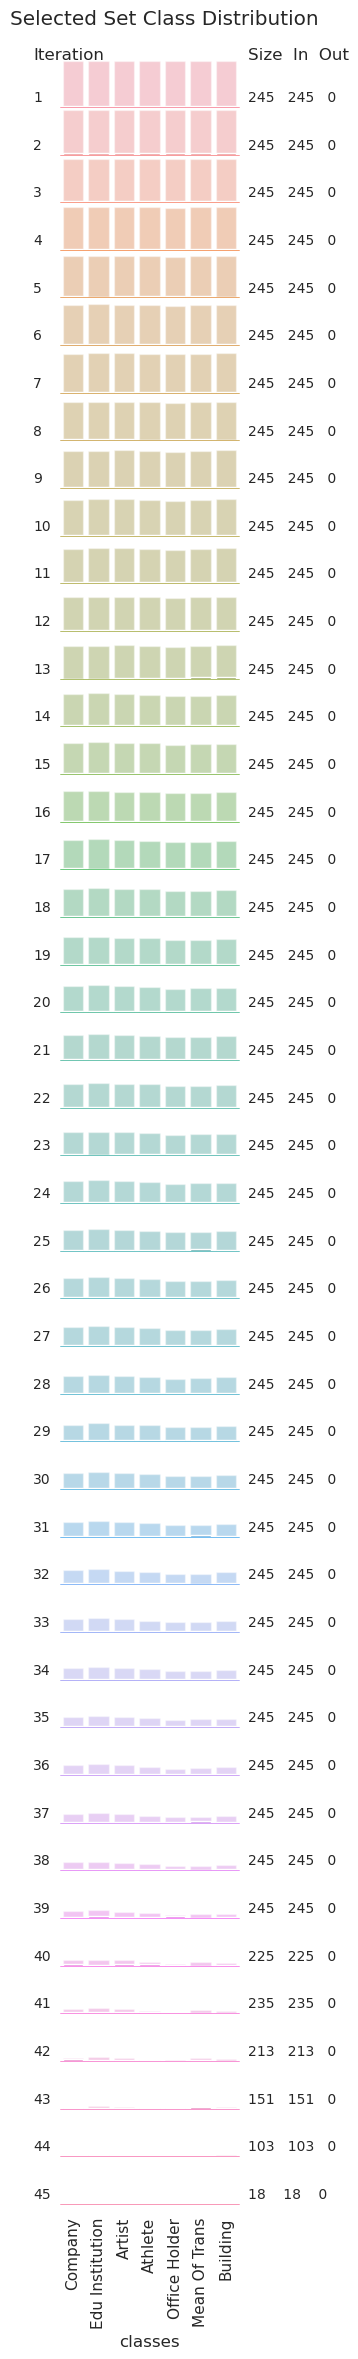 Selected Set Class Distribution
Iteration Size In Out
1 245 245 0
2 245 245 0
3 245 245 0
4 245 245 0
5 245 245 0
6 245 245 0
7 245 245 0
8 245 245 0
9 245 245 0
10 245 245 0
11 245 245 0
12 245 245 0
13 245 245 0
14 245 245 0
15 245 245 0
16 245 245 0
17 245 245 0
18 245 245 0
19 245 245 0
20 245 245 0
21 245 245 0
22 245 245 0
23 245 245 0
24 245 245 0
25 245 245 0
26 245 245 0
27 245 245 0
28 245 245 0
29 245 245 0
30 245 245 0
31 245 245 0
32 245 245 0
33 245 245 0
34 245 245 0
35 245 245 0
36 245 245 0
37 245 245 0
38 245 245 0
39 245 245 0
40 225 225 0
41 235 235 0
42 213 213 0
43 151 151 0
44 103 103 0
45 18 18 0
Company
Edu Institution
Artist
Athlete
Office Holder
Mean Of Trans
Building
classes